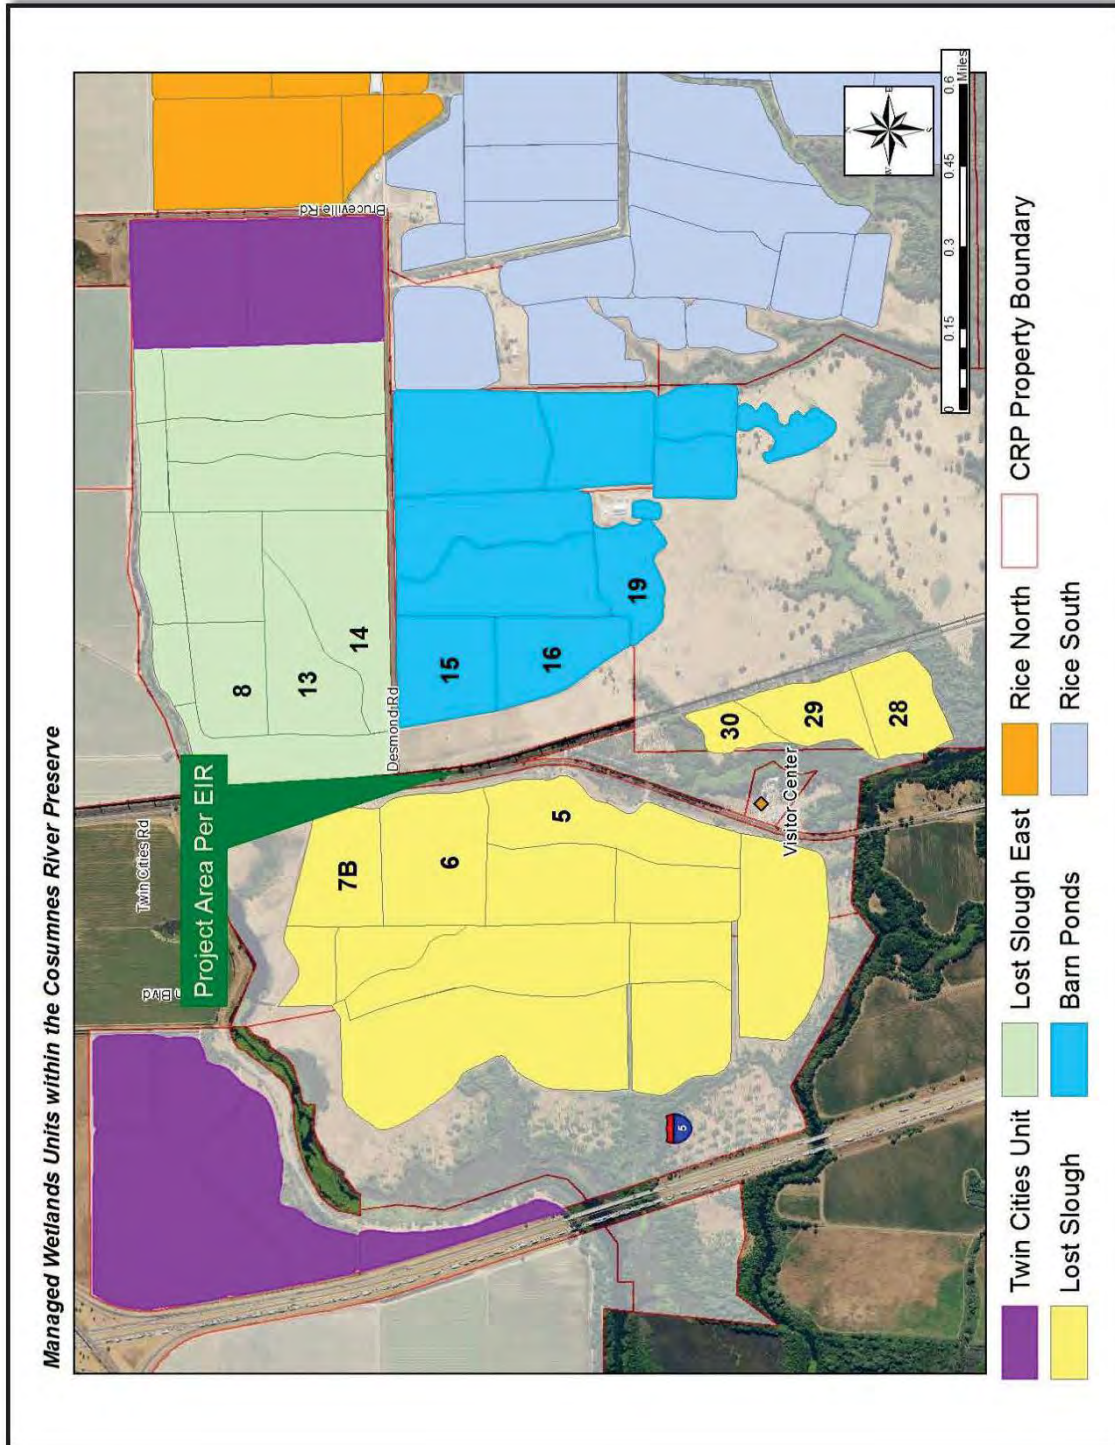 Managed Wetlands Units within the Cosumnes River Preserve
Twin Cities Rd
n Blvd
Project Area Per EIR
Bruceville Rd
Desmond Rd
7B
6
5
8
13
14
15
16
19
30
29
28
Visitor Center
5
N
E
S
W
0 0.15 0.3 0.45 0.6
Miles
Twin Cities Unit
Lost Slough East
Rice North
CRP Property Boundary
Lost Slough
Barn Ponds
Rice South